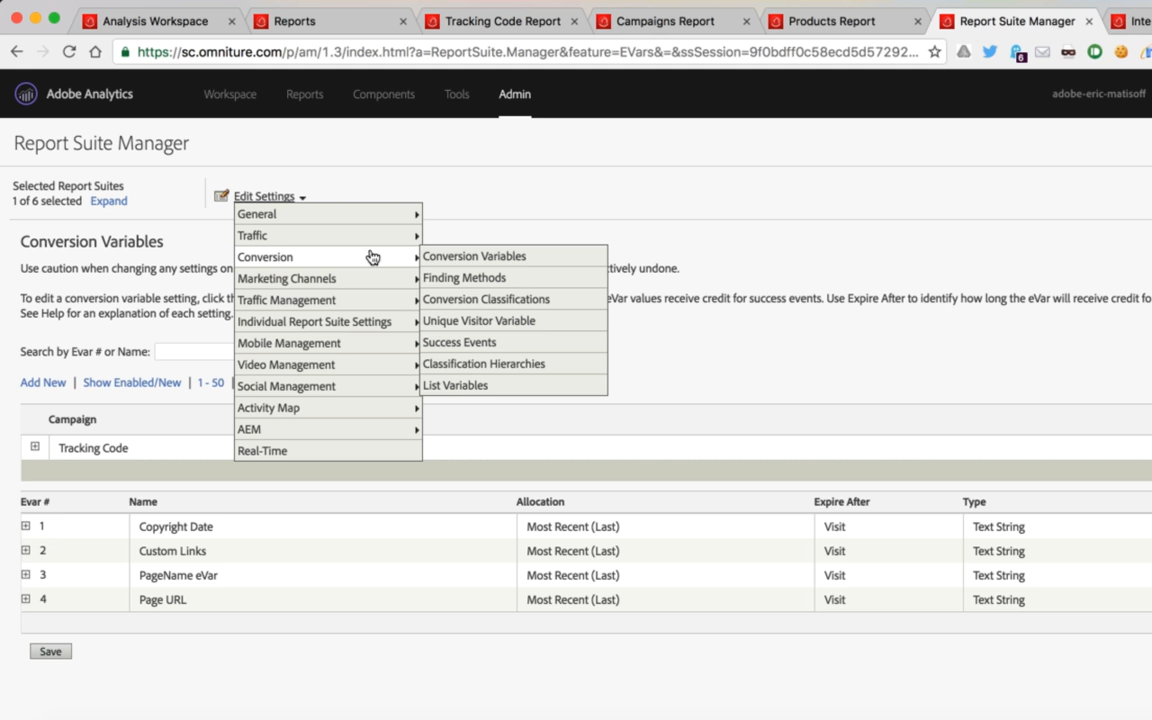 Analysis Workspace
Reports
Tracking Code Report
Campaigns Report
Products Report
Report Suite Manager
Inte
https://sc.omniture.com/p/am/1.3/index.html?a=ReportSuite.Manager&feature=EVars&=&ssSession=9f0bdff0c58ecd5d57292...
6
Adobe Analytics
Workspace
Reports
Components
Tools
Admin
adobe-eric-matisoff
Report Suite Manager
Selected Report Suites
1 of 6 selected Expand
Edit Settings
General
Traffic
Conversion
Marketing Channels
Traffic Management
Individual Report Suite Settings
Mobile Management
Video Management
Social Management
Activity Map
AEM
Real-Time
Conversion Variables
Finding Methods
Conversion Classifications
Unique Visitor Variable
Success Events
Classification Hierarchies
List Variables
Conversion Variables
Use caution when changing any settings on tively undone.
To edit a conversion variable setting, click th eVar values receive credit for success events. Use Expire After to identify how long the eVar will receive credit fo
See Help for an explanation of each setting.
Search by Evar # or Name:
Add New | Show Enabled/New | 1 - 50 |
Campaign
Tracking Code
Evar # Name Allocation Expire After Type
1 Copyright Date Most Recent (Last) Visit Text String
2 Custom Links Most Recent (Last) Visit Text String
3 PageName eVar Most Recent (Last) Visit Text String
4 Page URL Most Recent (Last) Visit Text String
Save